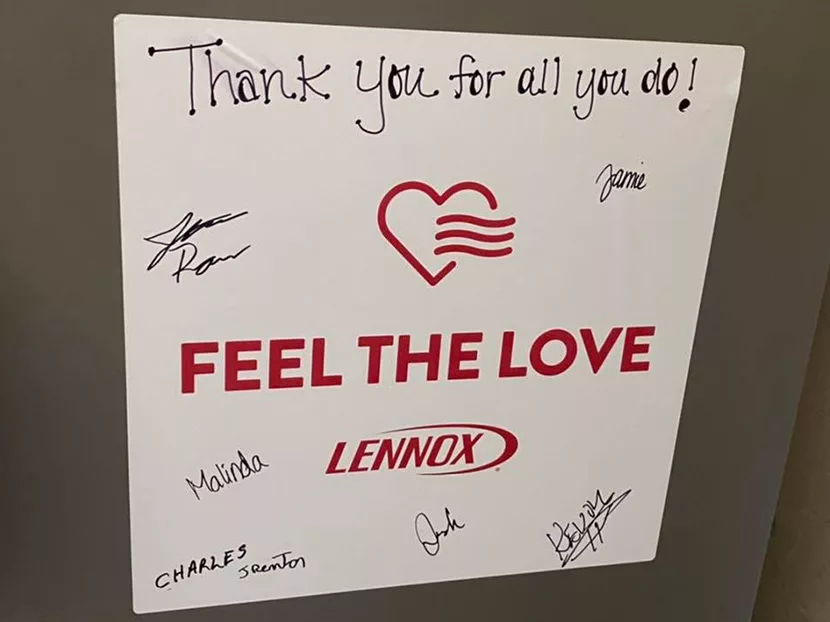 Thank you for all you do!
Jamie
FEEL THE LOVE
LENNOX
Malinda
CHARLES